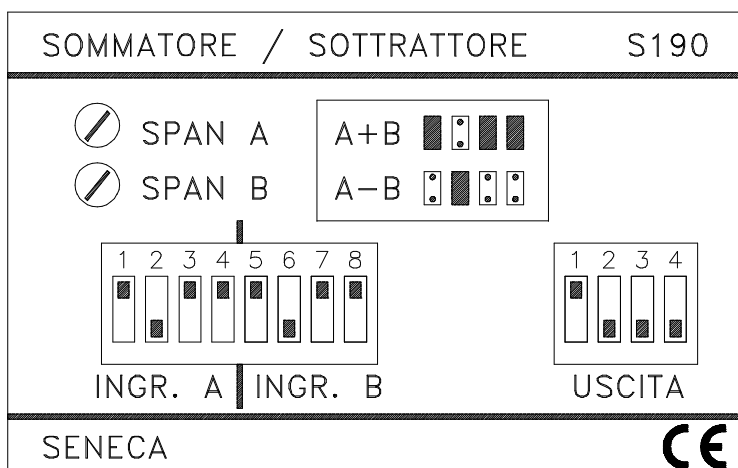 SOMMATORE / SOTTRATTORE S190
SPAN A
SPAN B
A+B
A−B
1 2 3 4 5 6 7 8
INGR. A INGR. B
1 2 3 4
USCITA
SENECA CE